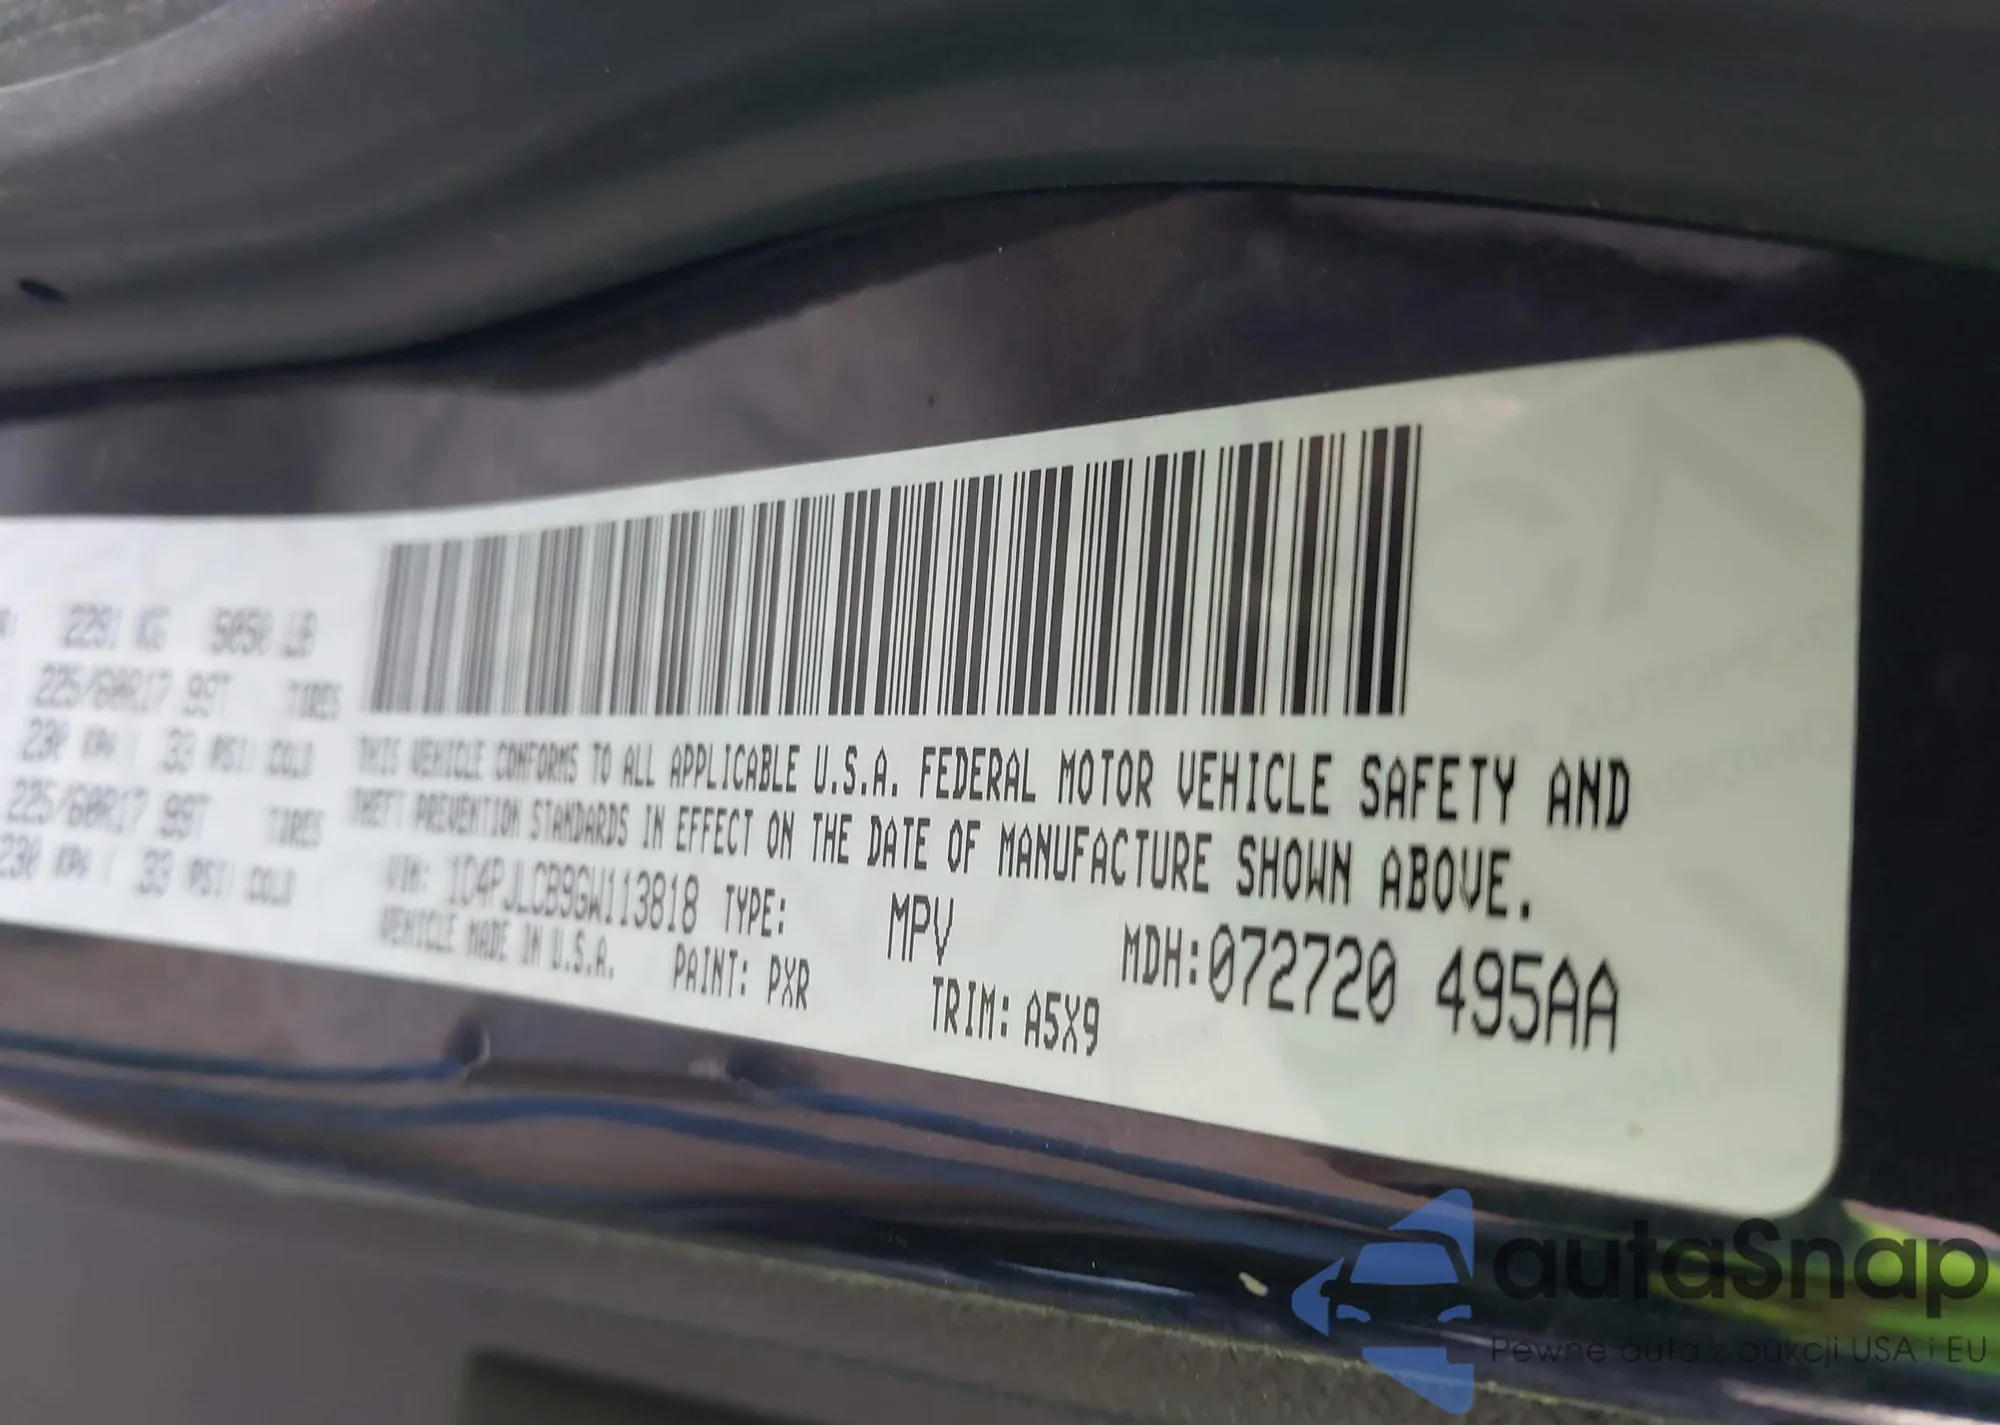 2291 KG 5050 LB
225/60R17 99T TIRES
230 KPA ( 33 PSI) COLD
225/60R17 99T TIRES
230 KPA ( 33 PSI) COLD
THIS VEHICLE CONFORMS TO ALL APPLICABLE U.S.A. FEDERAL MOTOR VEHICLE SAFETY AND
THEFT PREVENTION STANDARDS IN EFFECT ON THE DATE OF MANUFACTURE SHOWN ABOVE.
VIN: 1C4PJLCB9GW113818 TYPE: MPV MDH:072720 495AA
VEHICLE MADE IN U.S.A. PAINT: PXR TRIM: A5X9
autaSnap
Pewne auta z aukcji USA i EU